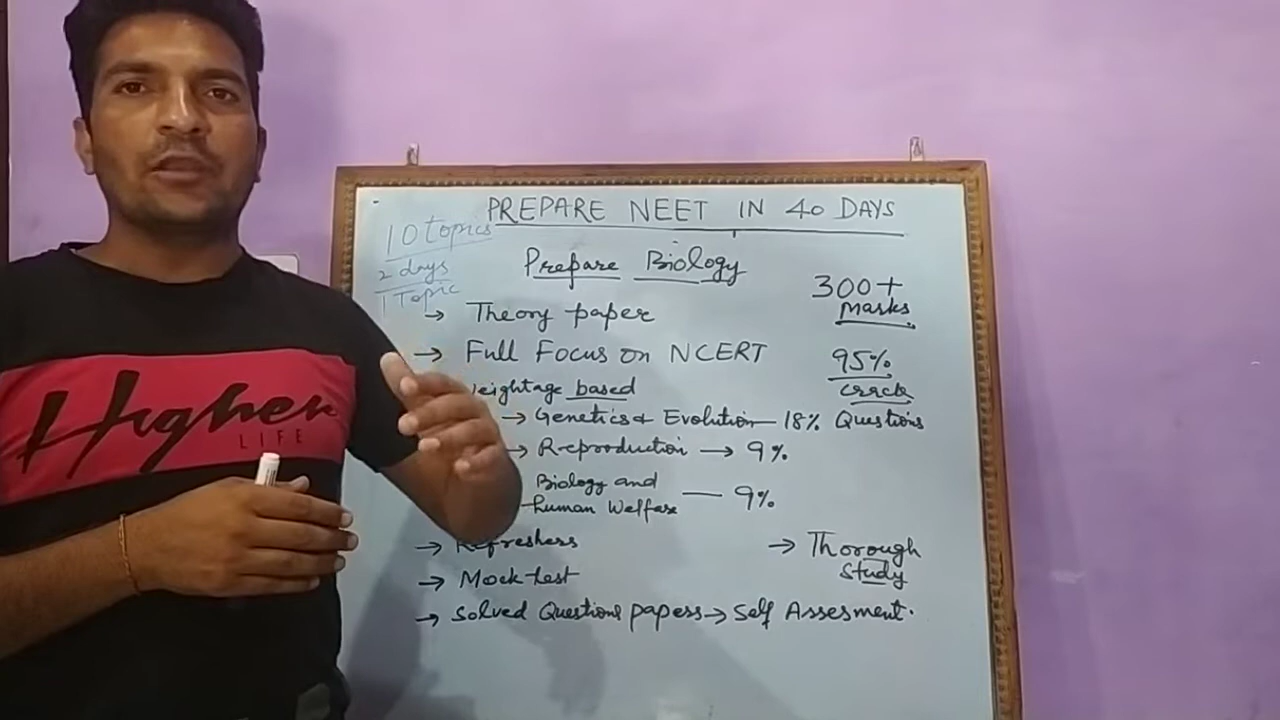 PREPARE NEET IN 40 DAYS
10 topics
2 days
1 Topic
Prepare Biology
300+
Marks
→ Theory paper
→ Full Focus on NCERT
95%
crack
weightage based
→ Genetics & Evolution — 18% Questions
→ Reproduction → 9%
Biology and
human Welfare — 9%
→ Refreshers
→ Thorough
Study
→ Mock test
→ Solved Questions papers → Self Assesment.
Higher
LIFE